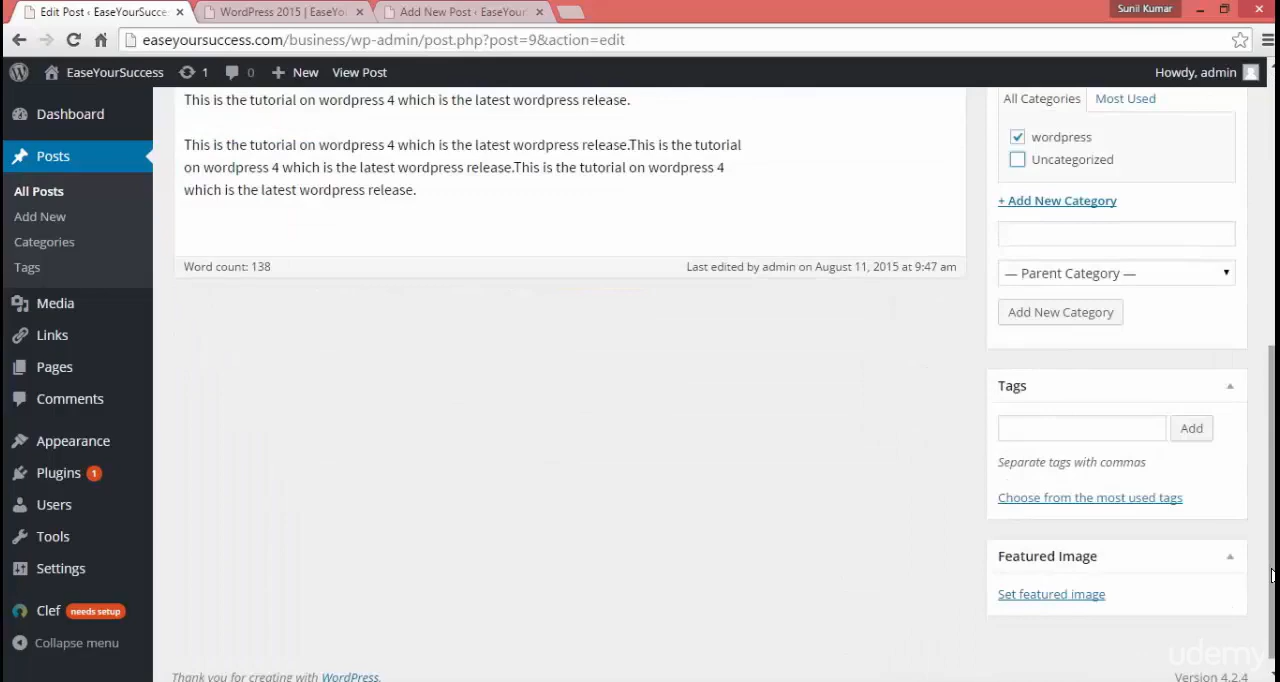 Edit Post ‹ EaseYourSucce:
WordPress 2015 | EaseYo
Add New Post ‹ EaseYour
Sunil Kumar
easeyoursuccess.com/business/wp-admin/post.php?post=9&action=edit
EaseYourSuccess
1
0
New
View Post
Howdy, admin
Dashboard
Posts
All Posts
Add New
Categories
Tags
Media
Links
Pages
Comments
Appearance
Plugins 1
Users
Tools
Settings
Clef needs setup
Collapse menu
This is the tutorial on wordpress 4 which is the latest wordpress release.
This is the tutorial on wordpress 4 which is the latest wordpress release.This is the tutorial
on wordpress 4 which is the latest wordpress release.This is the tutorial on wordpress 4
which is the latest wordpress release.
Word count: 138
Last edited by admin on August 11, 2015 at 9:47 am
All Categories
Most Used
wordpress
Uncategorized
+ Add New Category
— Parent Category —
Add New Category
Tags
Add
Separate tags with commas
Choose from the most used tags
Featured Image
Set featured image
udemy
Thank you for creating with WordPress.
Version 4.2.4